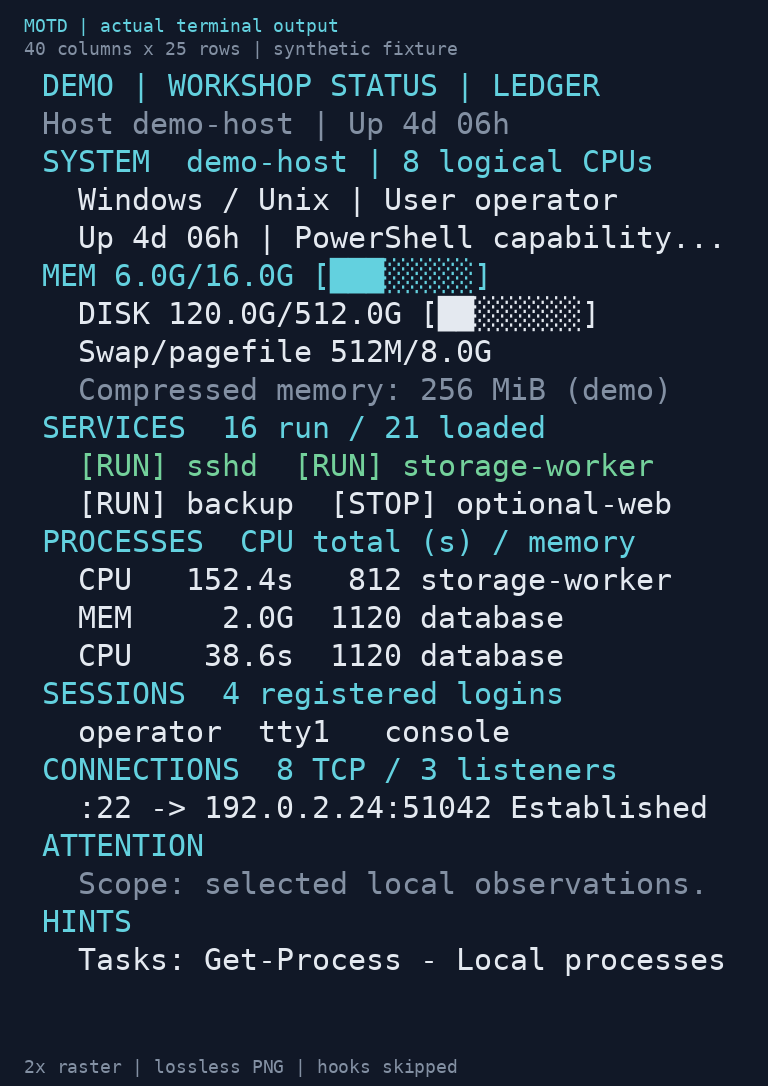 MOTD | actual terminal output
40 columns x 25 rows | synthetic fixture
DEMO | WORKSHOP STATUS | LEDGER
Host demo-host | Up 4d 06h
SYSTEM  demo-host | 8 logical CPUs
Windows / Unix | User operator
Up 4d 06h | PowerShell capability...
MEM 6.0G/16.0G [███░░░░░]
DISK 120.0G/512.0G [██░░░░░░]
Swap/pagefile 512M/8.0G
Compressed memory: 256 MiB (demo)
SERVICES  16 run / 21 loaded
[RUN] sshd  [RUN] storage-worker
[RUN] backup  [STOP] optional-web
PROCESSES  CPU total (s) / memory
CPU   152.4s   812 storage-worker
MEM     2.0G  1120 database
CPU    38.6s  1120 database
SESSIONS  4 registered logins
operator  tty1   console
CONNECTIONS  8 TCP / 3 listeners
:22 -> 192.0.2.24:51042 Established
ATTENTION
Scope: selected local observations.
HINTS
Tasks: Get-Process - Local processes
2x raster | lossless PNG | hooks skipped